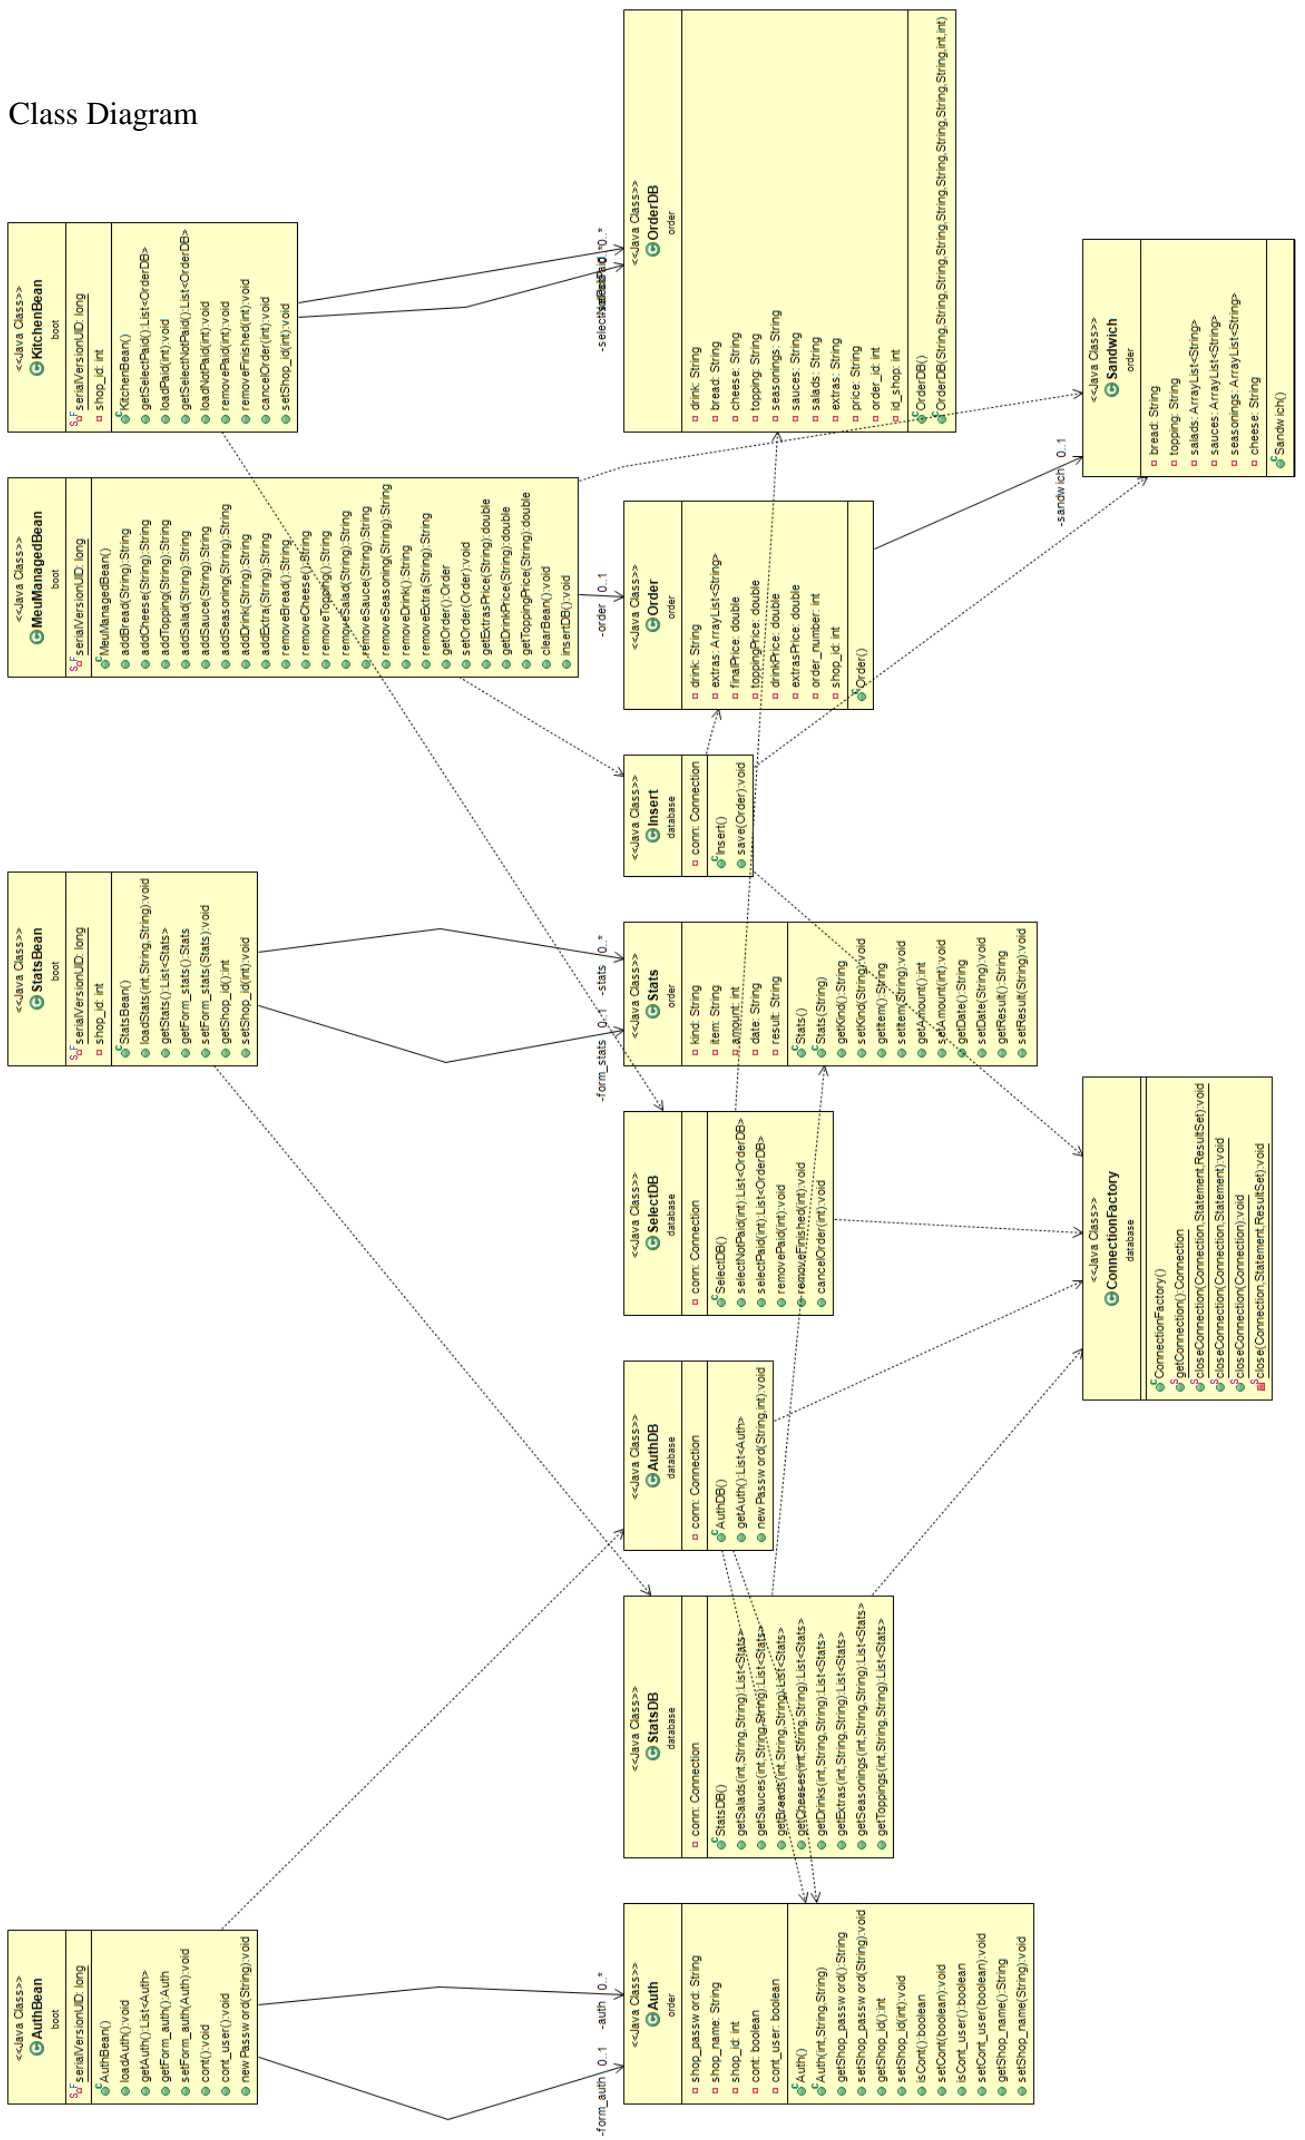 Class Diagram
<<Java Class>>
KitchenBean
boot
serialVersionUID: long
shop_id: int
KitchenBean()
getSelectPaid():List<OrderDB>
loadPaid(int):void
getSelectNotPaid():List<OrderDB>
loadNotPaid(int):void
removePaid(int):void
removeFinished(int):void
cancelOrder(int):void
setShop_id(int):void
<<Java Class>>
MeuManagedBean
boot
serialVersionUID: long
MeuManagedBean()
addBread(String):String
addCheese(String):String
addTopping(String):String
addSalad(String):String
addSauce(String):String
addSeasoning(String):String
addDrink(String):String
addExtra(String):String
removeBread():String
removeCheese():String
removeTopping():String
removeSalad(String):String
removeSauce(String):String
removeSeasoning(String):String
removeDrink():String
removeExtra(String):String
getOrder():Order
setOrder(Order):void
getExtrasPrice(String):double
getDrinkPrice(String):double
getToppingPrice(String):double
clearBean():void
insertDB():void
<<Java Class>>
StatsBean
boot
serialVersionUID: long
shop_id: int
StatsBean()
loadStats(int,String,String):void
getStats():List<Stats>
getForm_stats():Stats
setForm_stats(Stats):void
getShop_id():int
setShop_id(int):void
<<Java Class>>
AuthBean
boot
serialVersionUID: long
AuthBean()
loadAuth():void
getAuth():List<Auth>
getForm_auth():Auth
setForm_auth(Auth):void
cont():void
cont_user():void
newPassword(String):void
0..*
-order 0..1
-stats 0..*
-form_stats 0..1
-auth 0..*
-form_auth 0..1
<<Java Class>>
OrderDB
order
drink: String
bread: String
cheese: String
topping: String
seasonings: String
sauces: String
salads: String
extras: String
price: String
order_id: int
id_shop: int
OrderDB()
OrderDB(String,String,String,String,String,String,String,String,String,int,int)
<<Java Class>>
Order
order
drink: String
extras: ArrayList<String>
finalPrice: double
toppingPrice: double
drinkPrice: double
extrasPrice: double
order_number: int
shop_id: int
Order()
<<Java Class>>
Insert
database
conn: Connection
Insert()
save(Order):void
<<Java Class>>
Stats
order
kind: String
item: String
amount: int
date: String
result: String
Stats()
Stats(String)
getKind():String
setKind(String):void
getItem():String
setItem(String):void
getAmount():int
setAmount(int):void
getDate():String
setDate(String):void
getResult():String
setResult(String):void
<<Java Class>>
SelectDB
database
conn: Connection
SelectDB()
selectNotPaid(int):List<OrderDB>
selectPaid(int):List<OrderDB>
removePaid(int):void
removeFinished(int):void
cancelOrder(int):void
<<Java Class>>
AuthDB
database
conn: Connection
AuthDB()
getAuth():List<Auth>
newPassword(String,int):void
<<Java Class>>
StatsDB
database
conn: Connection
StatsDB()
getSalads(int,String,String):List<Stats>
getSauces(int,String,String):List<Stats>
getBreads(int,String,String):List<Stats>
getCheeses(int,String,String):List<Stats>
getDrinks(int,String,String):List<Stats>
getExtras(int,String,String):List<Stats>
getSeasonings(int,String,String):List<Stats>
getToppings(int,String,String):List<Stats>
<<Java Class>>
Auth
order
shop_password: String
shop_name: String
shop_id: int
cont: boolean
cont_user: boolean
Auth()
Auth(int,String,String)
getShop_password():String
setShop_password(String):void
getShop_id():int
setShop_id(int):void
isCont():boolean
setCont(boolean):void
isCont_user():boolean
setCont_user(boolean):void
getShop_name():String
setShop_name(String):void
-sandwich 0..1
<<Java Class>>
Sandwich
order
bread: String
topping: String
salads: ArrayList<String>
sauces: ArrayList<String>
seasonings: ArrayList<String>
cheese: String
Sandwich()
<<Java Class>>
ConnectionFactory
database
ConnectionFactory()
getConnection():Connection
closeConnection(Connection,Statement,ResultSet):void
closeConnection(Connection,Statement):void
closeConnection(Connection):void
close(Connection,Statement,ResultSet):void